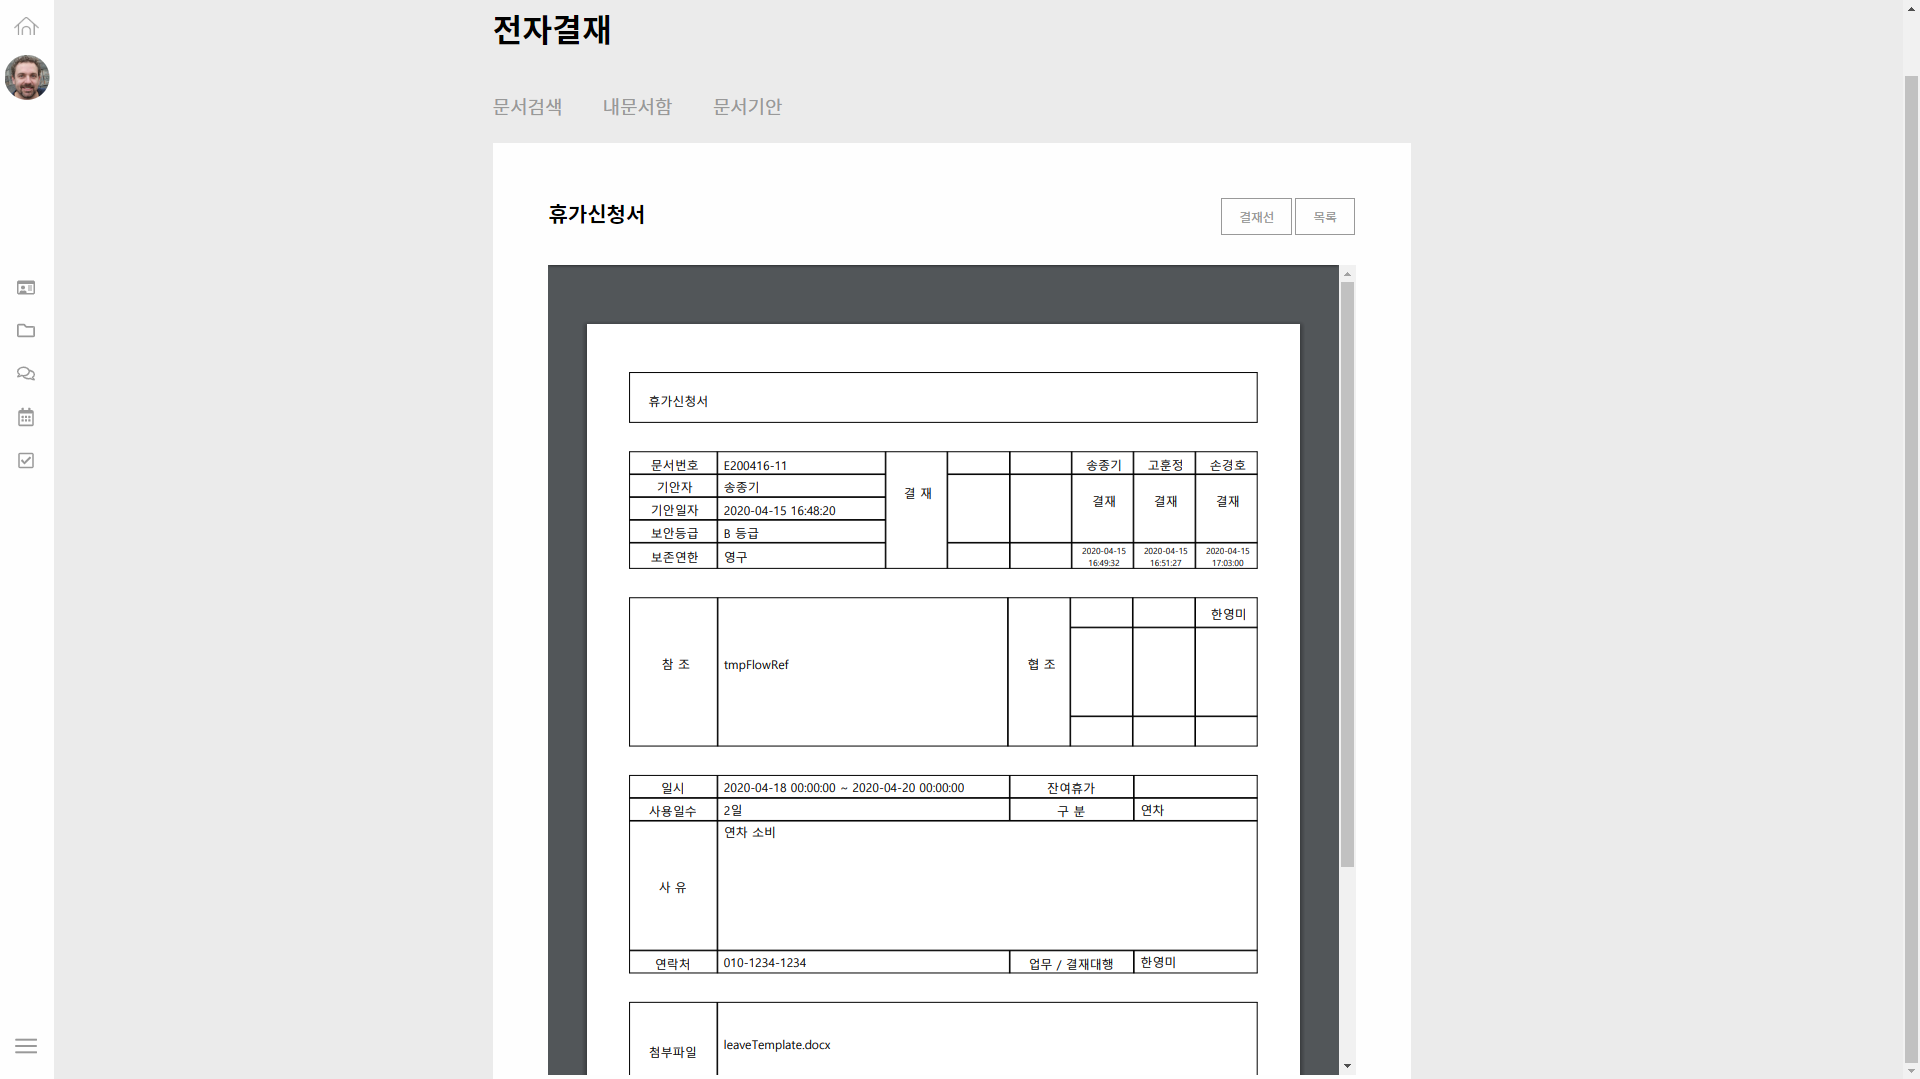 전자결재
문서검색 내문서함 문서기안
휴가신청서
결재선 목록
휴가신청서
문서번호 E200416-11
기안자 송종기
기안일자 2020-04-15 16:48:20
보안등급 B 등급
보존연한 영구
결 재
송종기 고훈정 손경호
결재 결재 결재
2020-04-15 2020-04-15 2020-04-15
16:49:32 16:51:27 17:03:00
참 조 tmpFlowRef 협 조 한영미
일시 2020-04-18 00:00:00 ~ 2020-04-20 00:00:00 잔여휴가
사용일수 2일 구 분 연차
사 유 연차 소비
연락처 010-1234-1234 업무 / 결재대행 한영미
첨부파일 leaveTemplate.docx